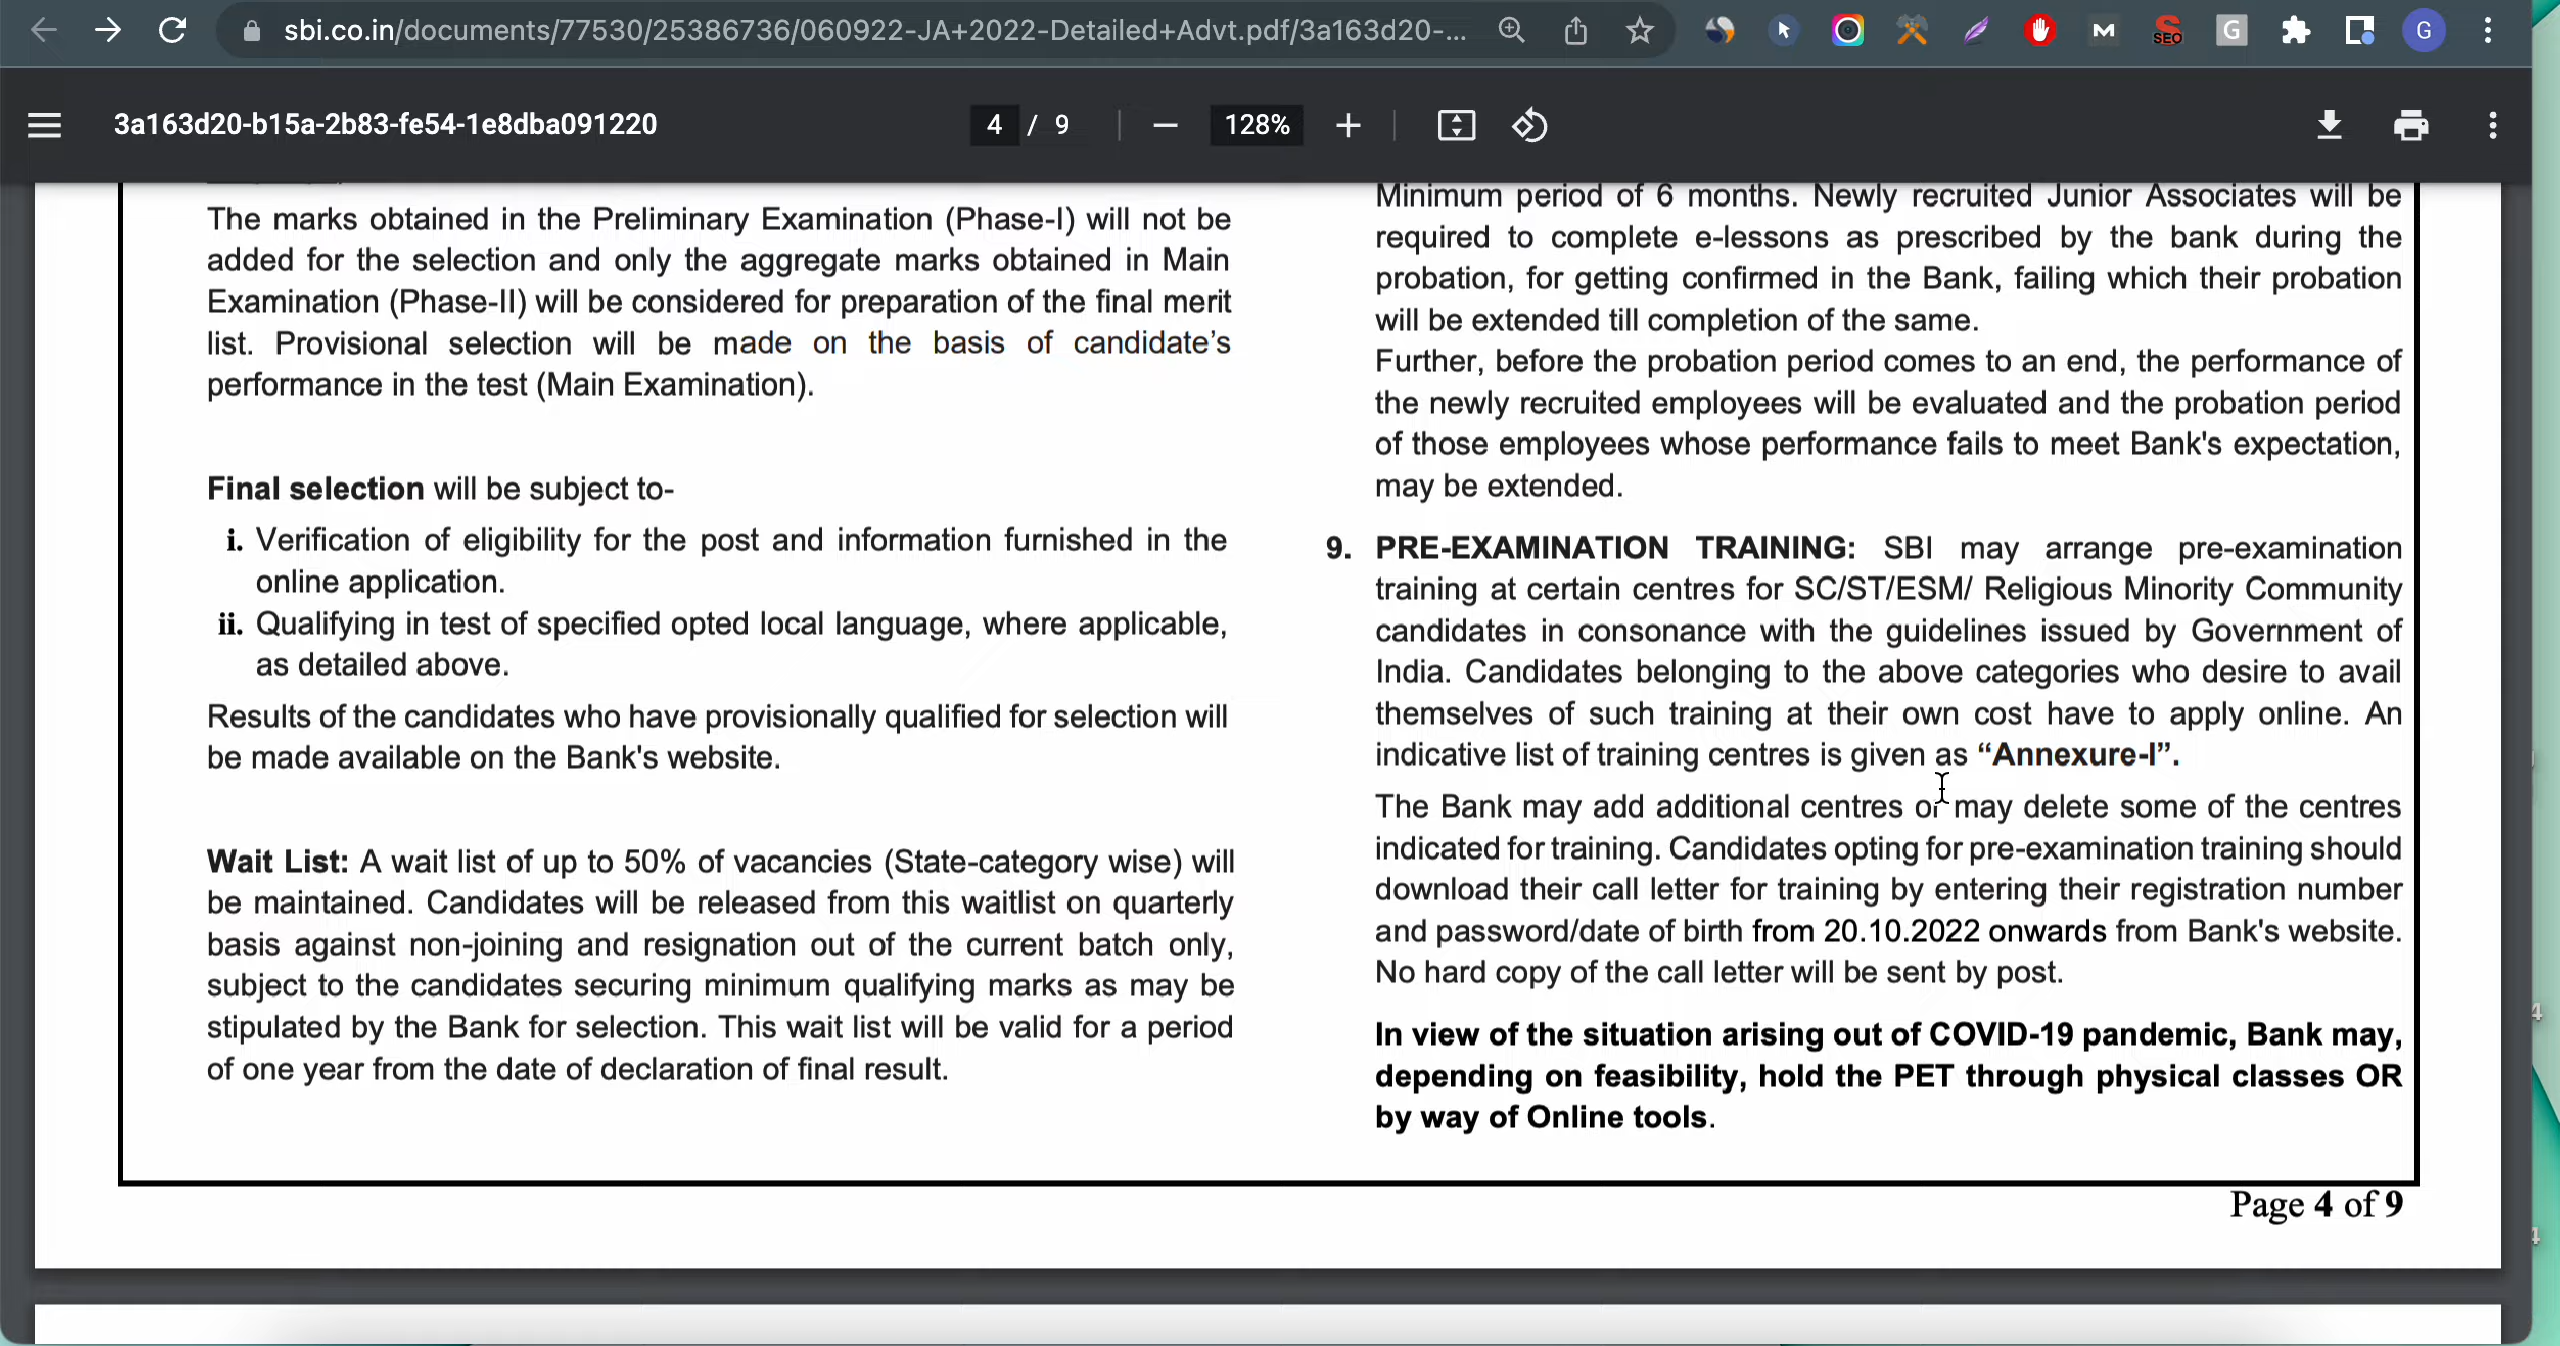 sbi.co.in/documents/77530/25386736/060922-JA+2022-Detailed+Advt.pdf/3a163d20-...
SEO
G
M
G
3a163d20-b15a-2b83-fe54-1e8dba091220
4 / 9
128%
The marks obtained in the Preliminary Examination (Phase-I) will not be
added for the selection and only the aggregate marks obtained in Main
Examination (Phase-II) will be considered for preparation of the final merit
list. Provisional selection will be made on the basis of candidate’s
performance in the test (Main Examination).
Final selection will be subject to-
i. Verification of eligibility for the post and information furnished in the
online application.
ii. Qualifying in test of specified opted local language, where applicable,
as detailed above.
Results of the candidates who have provisionally qualified for selection will
be made available on the Bank's website.
Wait List: A wait list of up to 50% of vacancies (State-category wise) will
be maintained. Candidates will be released from this waitlist on quarterly
basis against non-joining and resignation out of the current batch only,
subject to the candidates securing minimum qualifying marks as may be
stipulated by the Bank for selection. This wait list will be valid for a period
of one year from the date of declaration of final result.
Minimum period of 6 months. Newly recruited Junior Associates will be
required to complete e-lessons as prescribed by the bank during the
probation, for getting confirmed in the Bank, failing which their probation
will be extended till completion of the same.
Further, before the probation period comes to an end, the performance of
the newly recruited employees will be evaluated and the probation period
of those employees whose performance fails to meet Bank's expectation,
may be extended.
9. PRE-EXAMINATION TRAINING: SBI may arrange pre-examination
training at certain centres for SC/ST/ESM/ Religious Minority Community
candidates in consonance with the guidelines issued by Government of
India. Candidates belonging to the above categories who desire to avail
themselves of such training at their own cost have to apply online. An
indicative list of training centres is given as “Annexure-I”.
The Bank may add additional centres or may delete some of the centres
indicated for training. Candidates opting for pre-examination training should
download their call letter for training by entering their registration number
and password/date of birth from 20.10.2022 onwards from Bank's website.
No hard copy of the call letter will be sent by post.
In view of the situation arising out of COVID-19 pandemic, Bank may,
depending on feasibility, hold the PET through physical classes OR
by way of Online tools.
Page 4 of 9